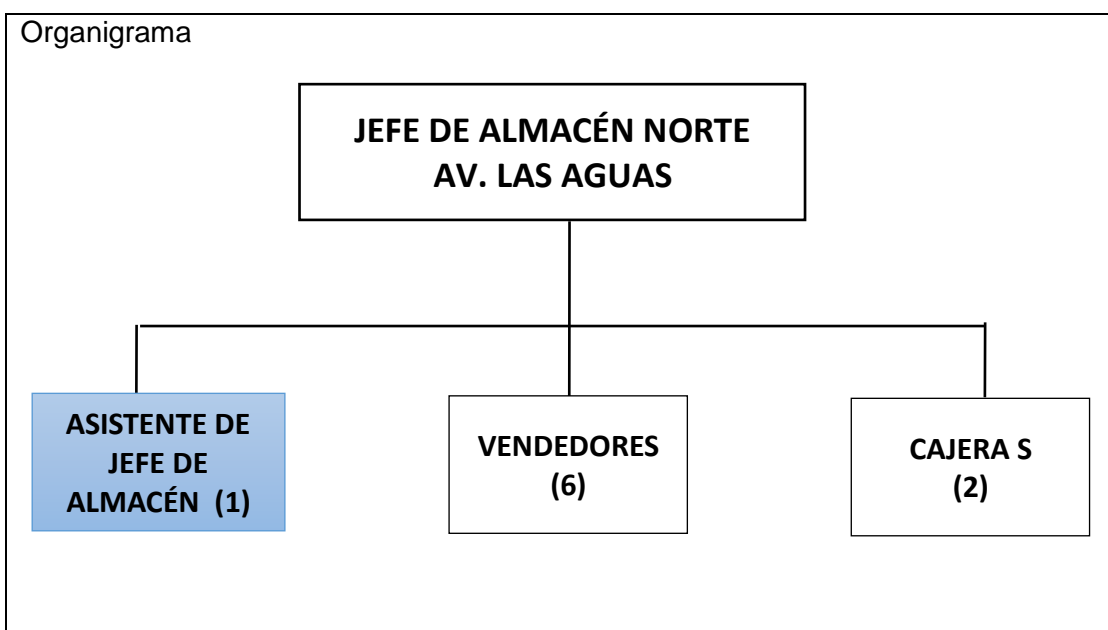 Organigrama
JEFE DE ALMACÉN NORTE
AV. LAS AGUAS
ASISTENTE DE
JEFE DE
ALMACÉN (1)
VENDEDORES
(6)
CAJERA S
(2)